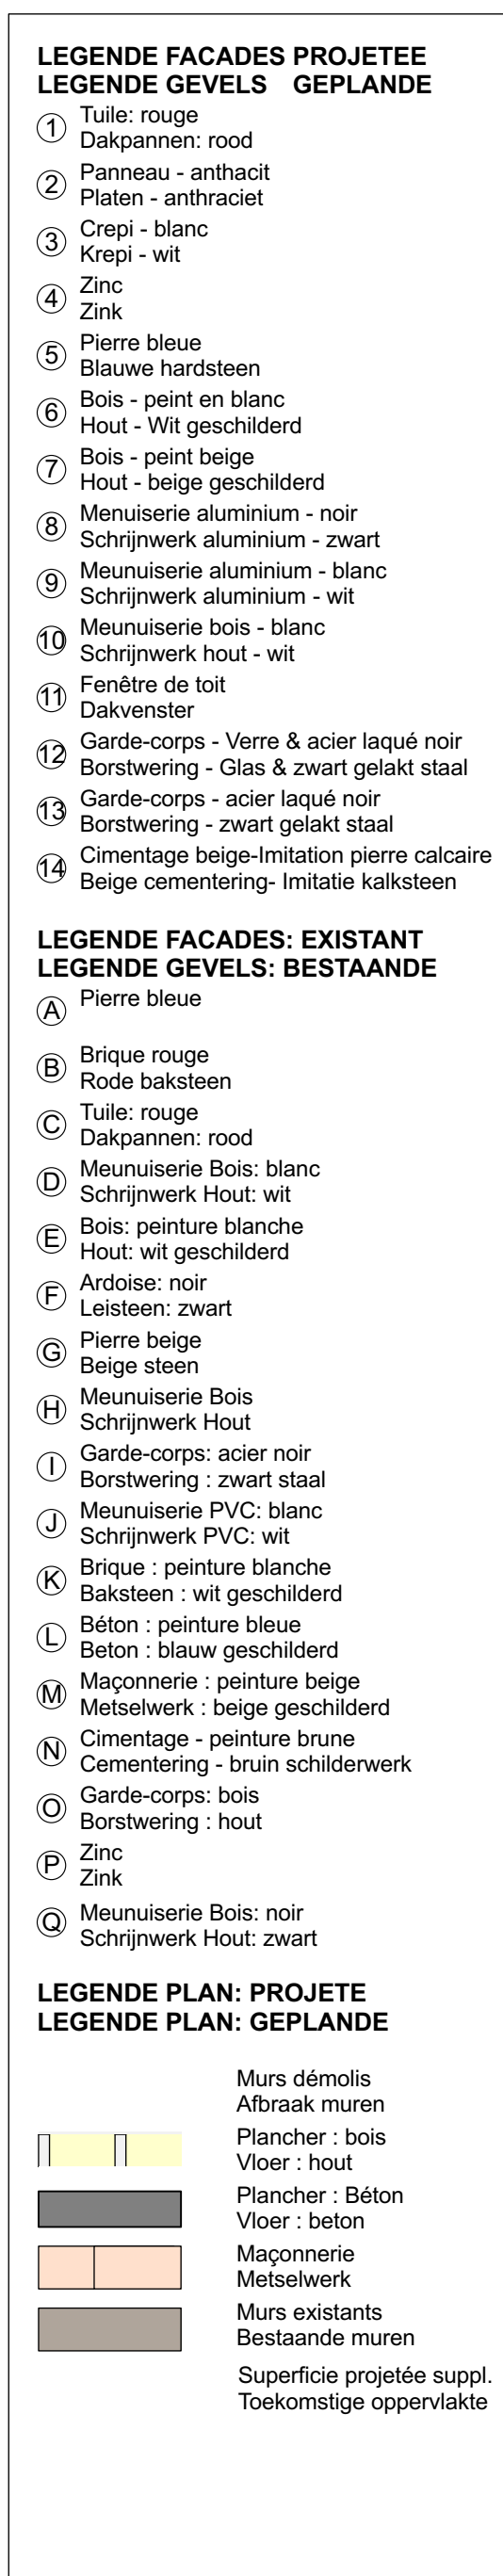 LEGENDE FACADES PROJETEE
LEGENDE GEVELS GEPLANDE
1 Tuile: rouge
Dakpannen: rood
2 Panneau - anthacit
Platen - anthraciet
3 Crepi - blanc
Krepi - wit
4 Zinc
Zink
5 Pierre bleue
Blauwe hardsteen
6 Bois - peint en blanc
Hout - Wit geschilderd
7 Bois - peint beige
Hout - beige geschilderd
8 Menuiserie aluminium - noir
Schrijnwerk aluminium - zwart
9 Meunuiserie aluminium - blanc
Schrijnwerk aluminium - wit
10 Meunuiserie bois - blanc
Schrijnwerk hout - wit
11 Fenêtre de toit
Dakvenster
12 Garde-corps - Verre & acier laqué noir
Borstwering - Glas & zwart gelakt staal
13 Garde-corps - acier laqué noir
Borstwering - zwart gelakt staal
14 Cimentage beige-Imitation pierre calcaire
Beige cementering- Imitatie kalksteen
LEGENDE FACADES: EXISTANT
LEGENDE GEVELS: BESTAANDE
A Pierre bleue
B Brique rouge
Rode baksteen
C Tuile: rouge
Dakpannen: rood
D Meunuiserie Bois: blanc
Schrijnwerk Hout: wit
E Bois: peinture blanche
Hout: wit geschilderd
F Ardoise: noir
Leisteen: zwart
G Pierre beige
Beige steen
H Meunuiserie Bois
Schrijnwerk Hout
I Garde-corps: acier noir
Borstwering : zwart staal
J Meunuiserie PVC: blanc
Schrijnwerk PVC: wit
K Brique : peinture blanche
Baksteen : wit geschilderd
L Béton : peinture bleue
Beton : blauw geschilderd
M Maçonnerie : peinture beige
Metselwerk : beige geschilderd
N Cimentage - peinture brune
Cementering - bruin schilderwerk
O Garde-corps: bois
Borstwering : hout
P Zinc
Zink
Q Meunuiserie Bois: noir
Schrijnwerk Hout: zwart
LEGENDE PLAN: PROJETE
LEGENDE PLAN: GEPLANDE
Murs démolis
Afbraak muren
Plancher : bois
Vloer : hout
Plancher : Béton
Vloer : beton
Maçonnerie
Metselwerk
Murs existants
Bestaande muren
Superficie projetée suppl.
Toekomstige oppervlakte